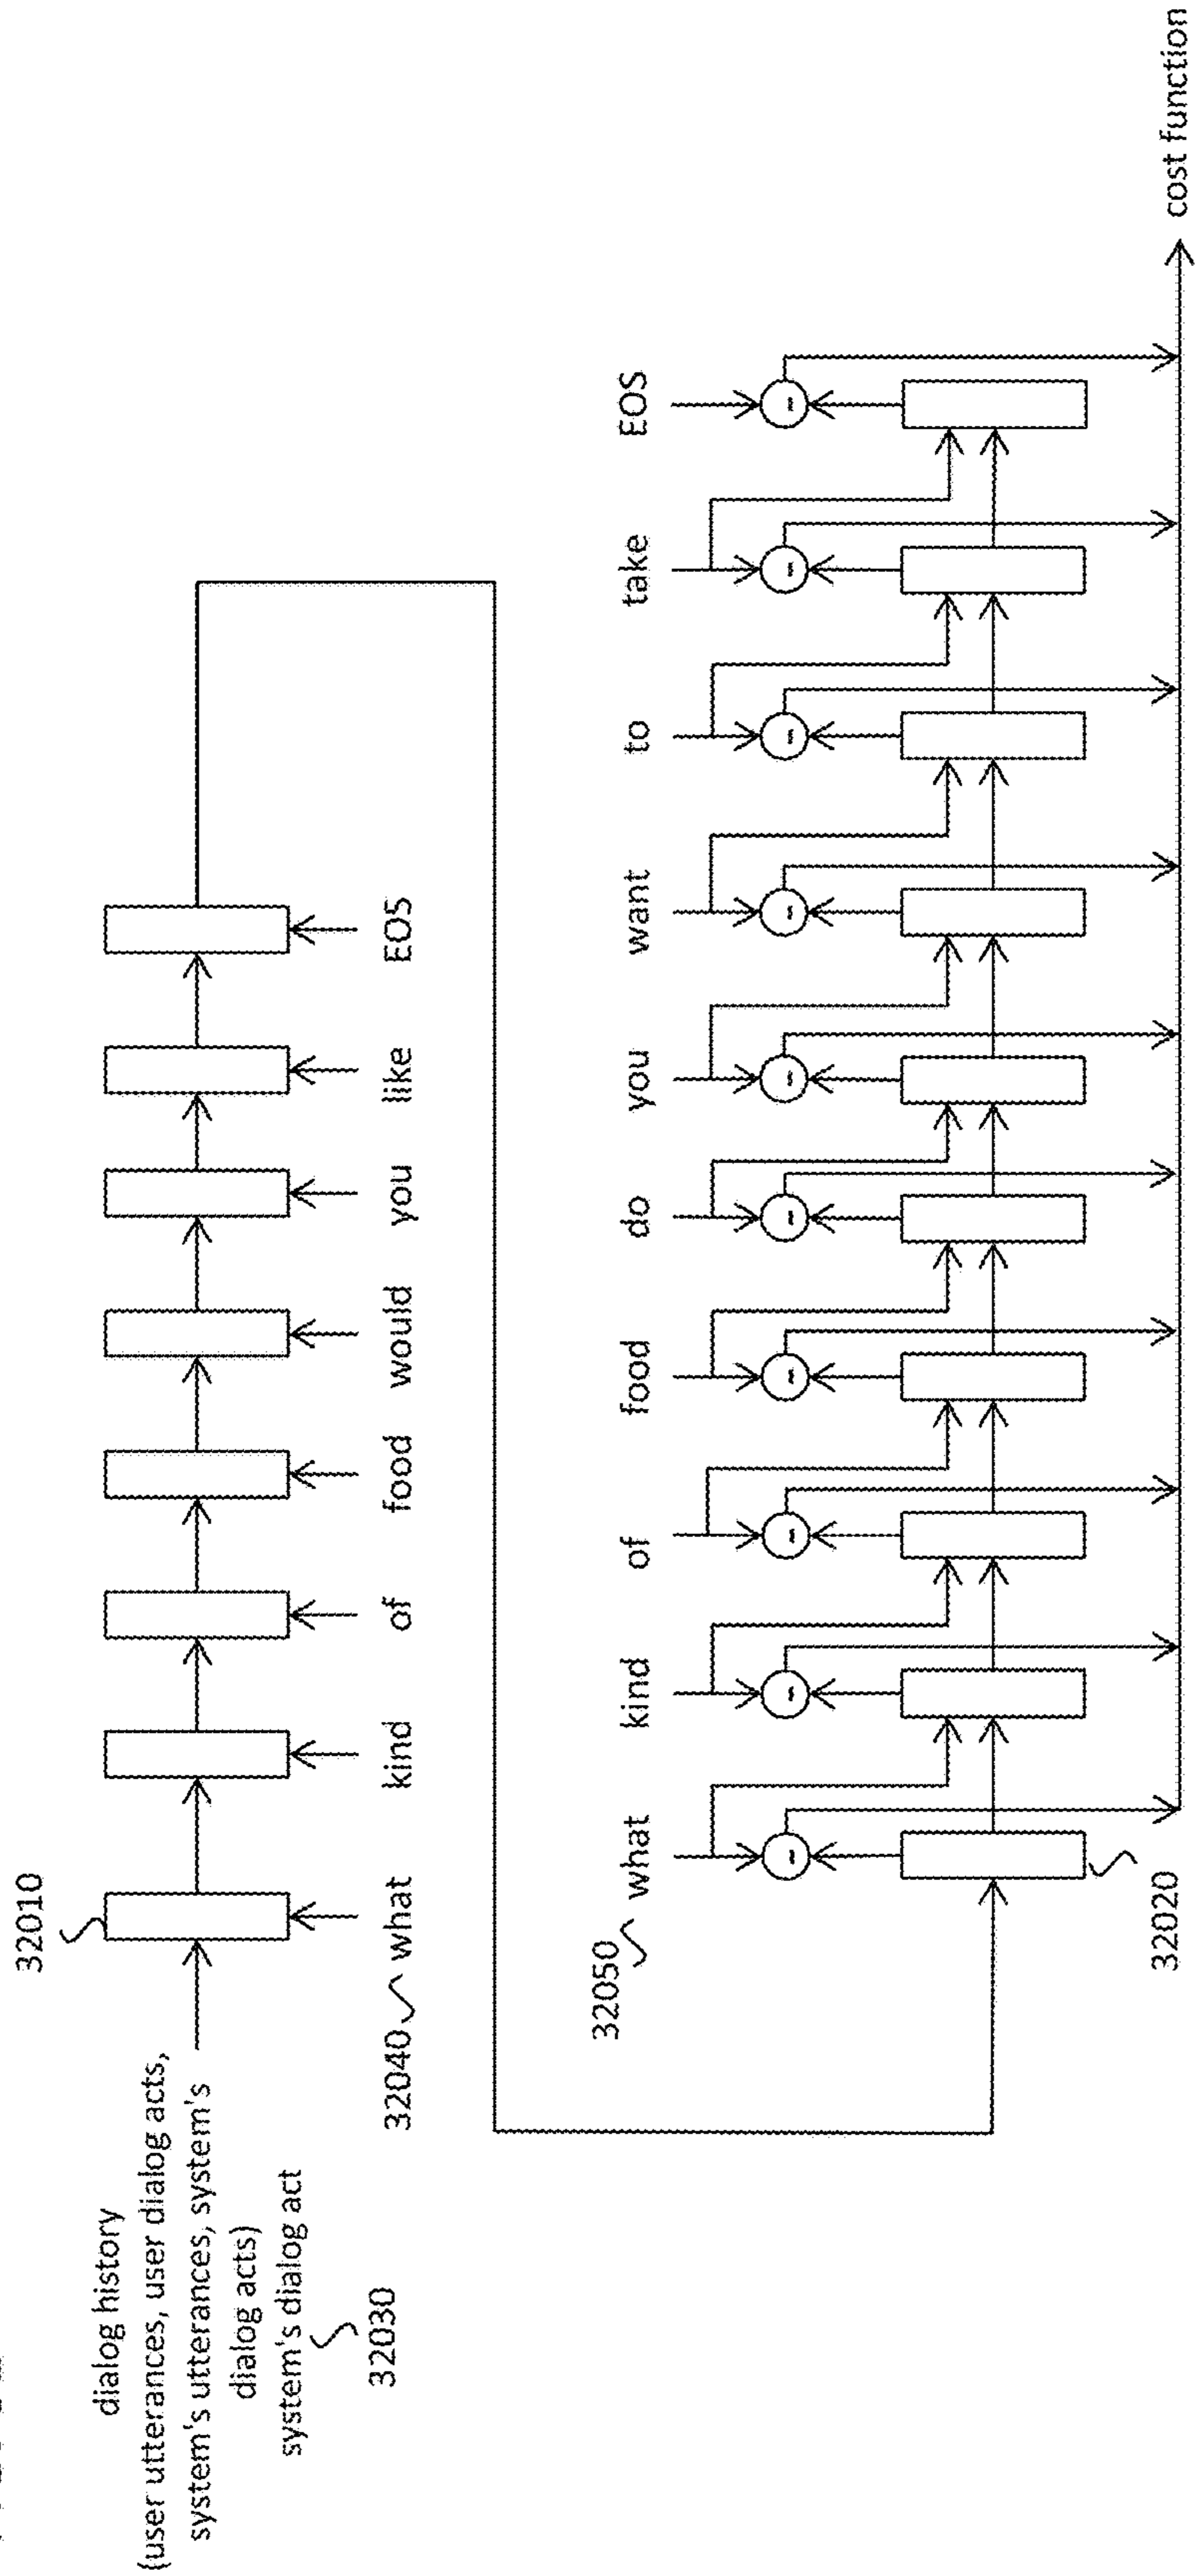 32010
dialog history
(user utterances, user dialog acts,
system's utterances, system's
dialog acts)
system's dialog act
32030
32040 what kind of food would you like EOS
32050 what kind of food do you want to take EOS
32020
cost function